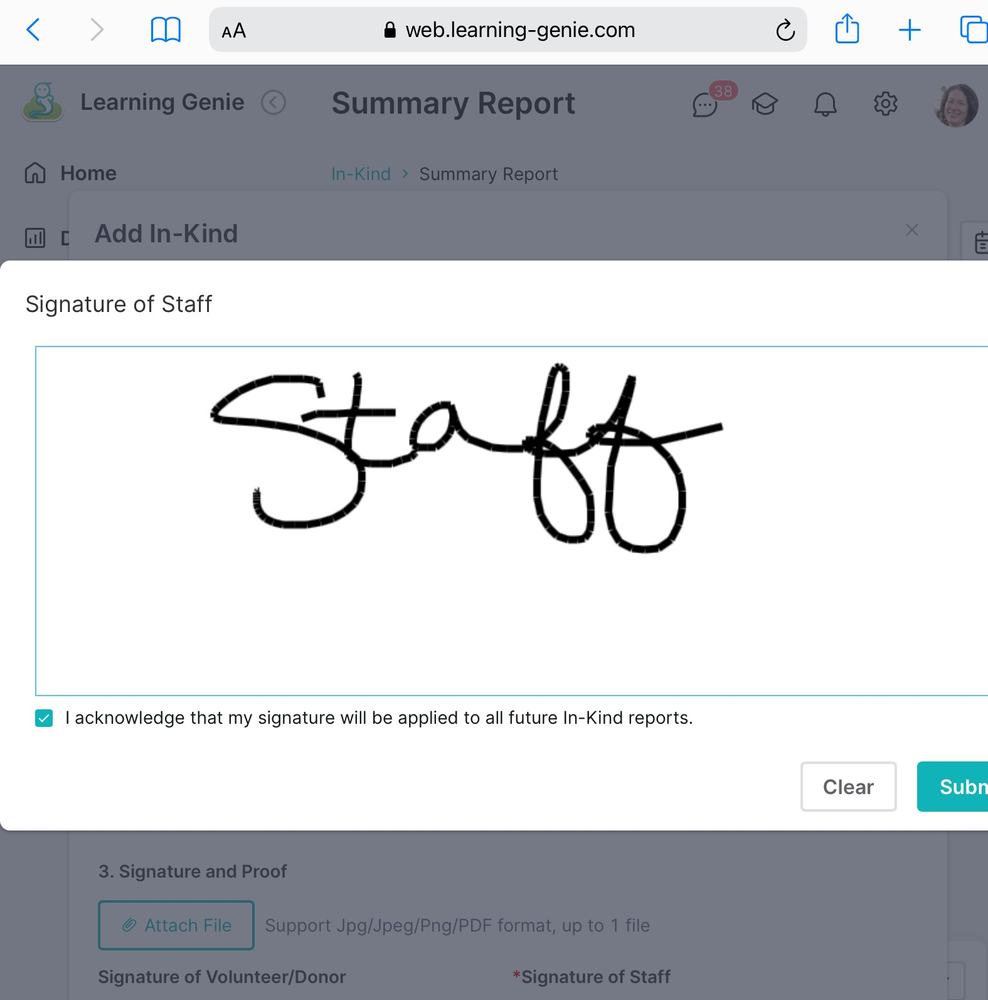 AA web.learning-genie.com
Learning Genie Summary Report 38
Home In-Kind > Summary Report
D Add In-Kind
Signature of Staff
Staff
I acknowledge that my signature will be applied to all future In-Kind reports.
Clear Subm
3. Signature and Proof
Attach File Support Jpg/Jpeg/Png/PDF format, up to 1 file
Signature of Volunteer/Donor *Signature of Staff